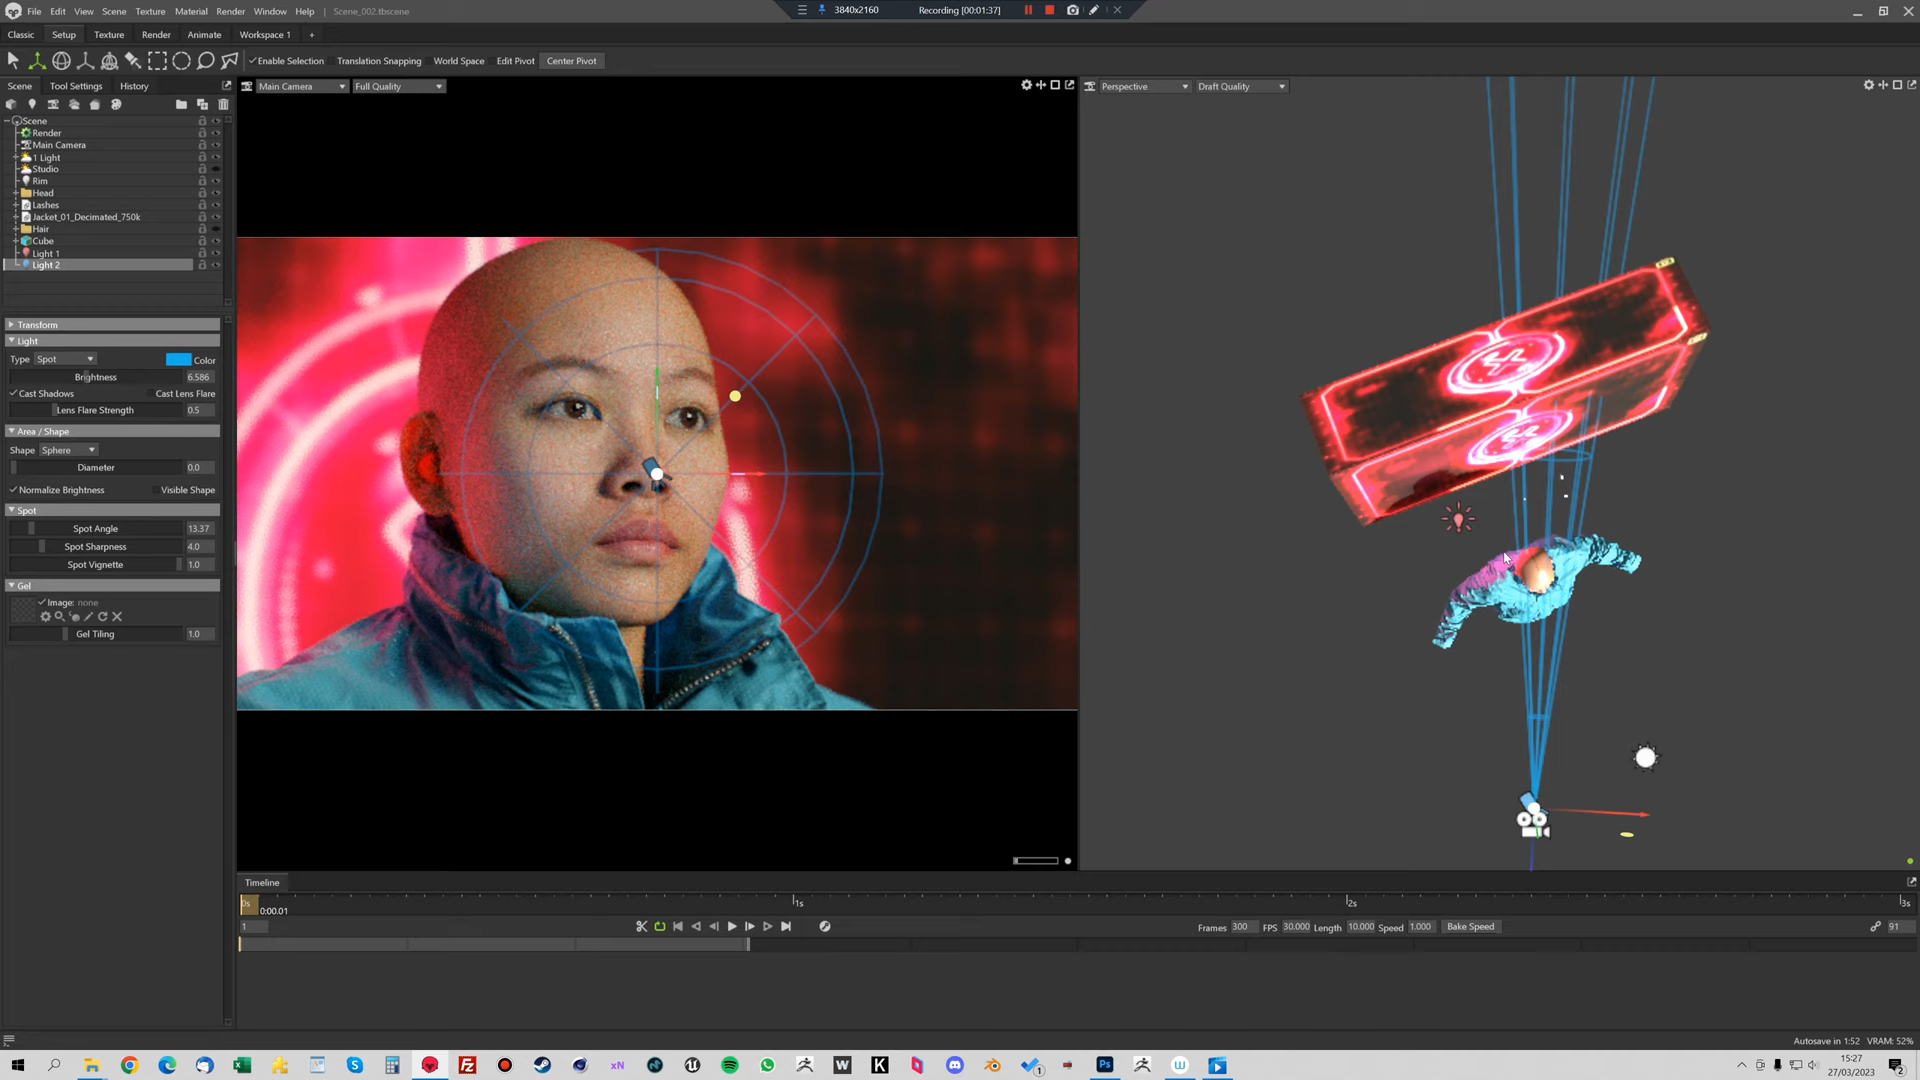 File Edit View Scene Texture Material Render Window Help Scene_002.tbscene
3840x2160 Recording [00:01:37]
Classic Setup Texture Render Animate Workspace 1 +
Enable Selection Translation Snapping World Space Edit Pivot Center Pivot
Scene Tool Settings History
Main Camera Full Quality
Perspective Draft Quality
Scene
Render
Main Camera
1 Light
Studio
Rim
Head
Lashes
Jacket_01_Decimated_750k
Hair
Cube
Light 1
Light 2
Transform
Light
Type Spot Color
Brightness 6.586
Cast Shadows Cast Lens Flare
Lens Flare Strength 0.5
Area / Shape
Shape Sphere
Diameter 0.0
Normalize Brightness Visible Shape
Spot
Spot Angle 13.37
Spot Sharpness 4.0
Spot Vignette 1.0
Gel
Image: none
Gel Tiling 1.0
Timeline
0s 1s 2s 3s
0:00.01
1
Frames 300 FPS 30.000 Length 10.000 Speed 1.000 Bake Speed 91
Autosave in 1:52 VRAM: 52%
15:27
27/03/2023